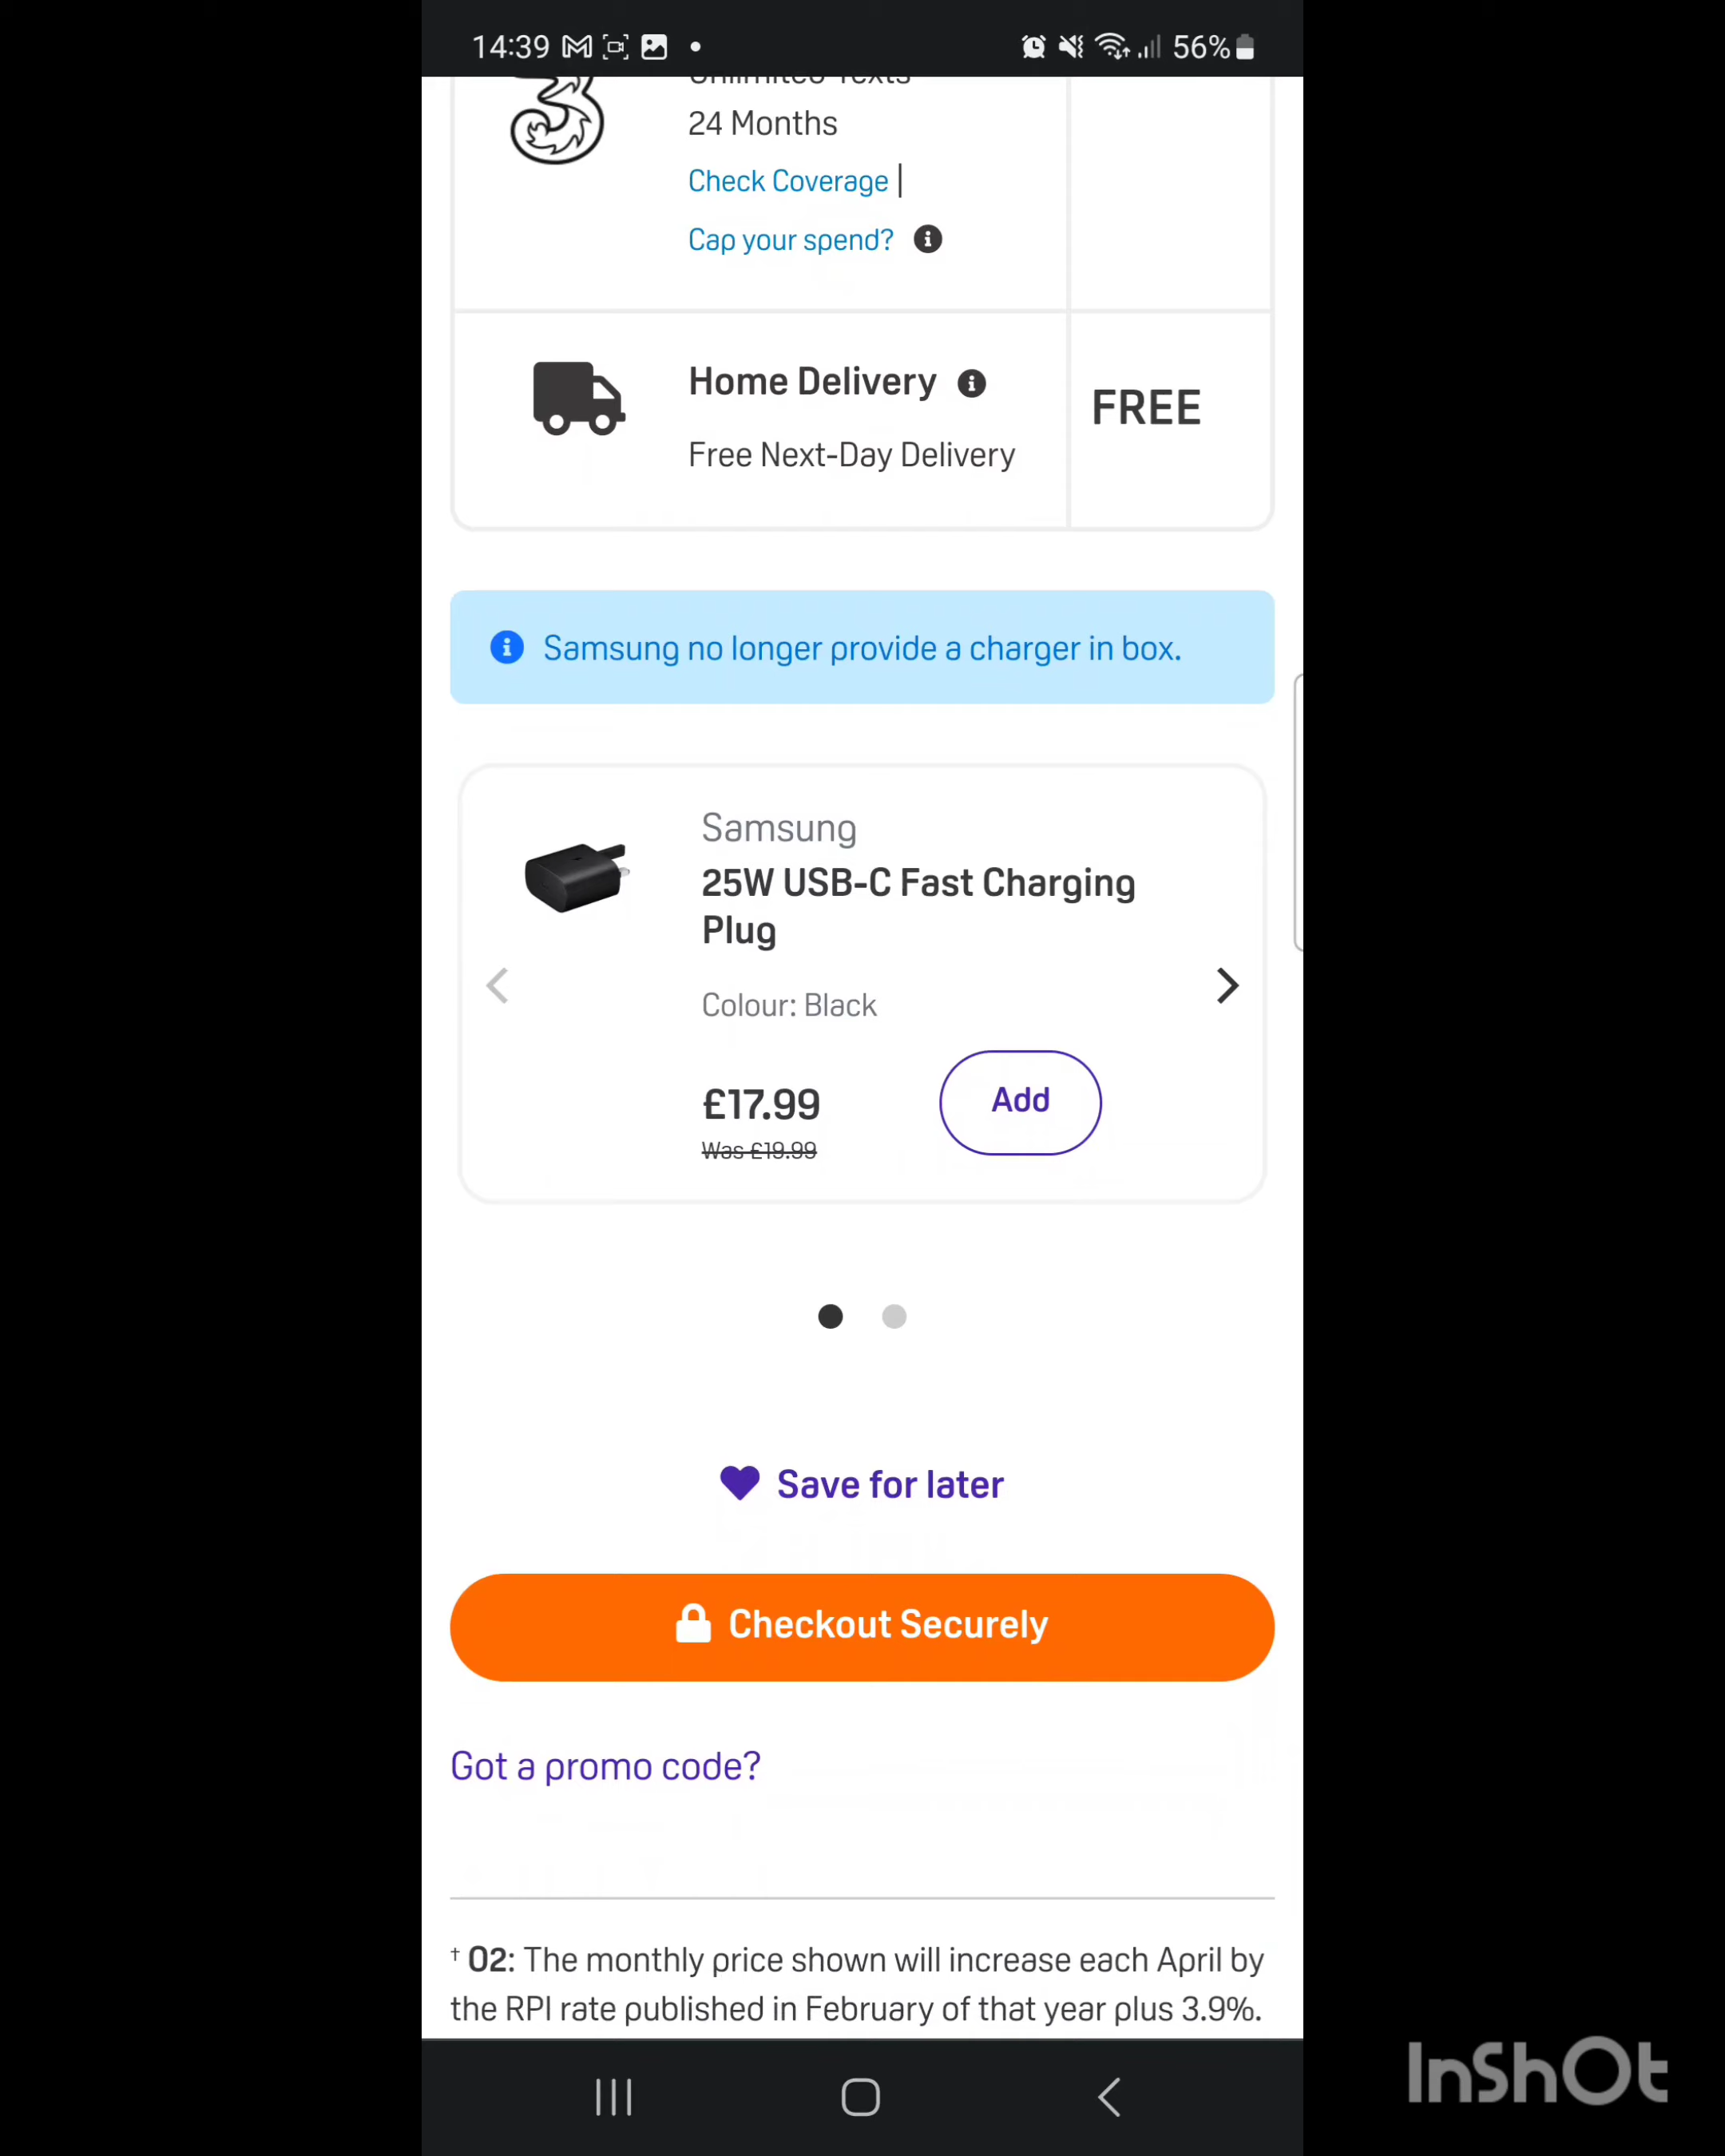 14:39
56%
Unlimited Texts
24 Months
Check Coverage |
Cap your spend?
Home Delivery
FREE
Free Next-Day Delivery
Samsung no longer provide a charger in box.
Samsung
25W USB-C Fast Charging
Plug
Colour: Black
£17.99
Add
Was £19.99
Save for later
Checkout Securely
Got a promo code?
† O2: The monthly price shown will increase each April by
the RPI rate published in February of that year plus 3.9%.
InShOt